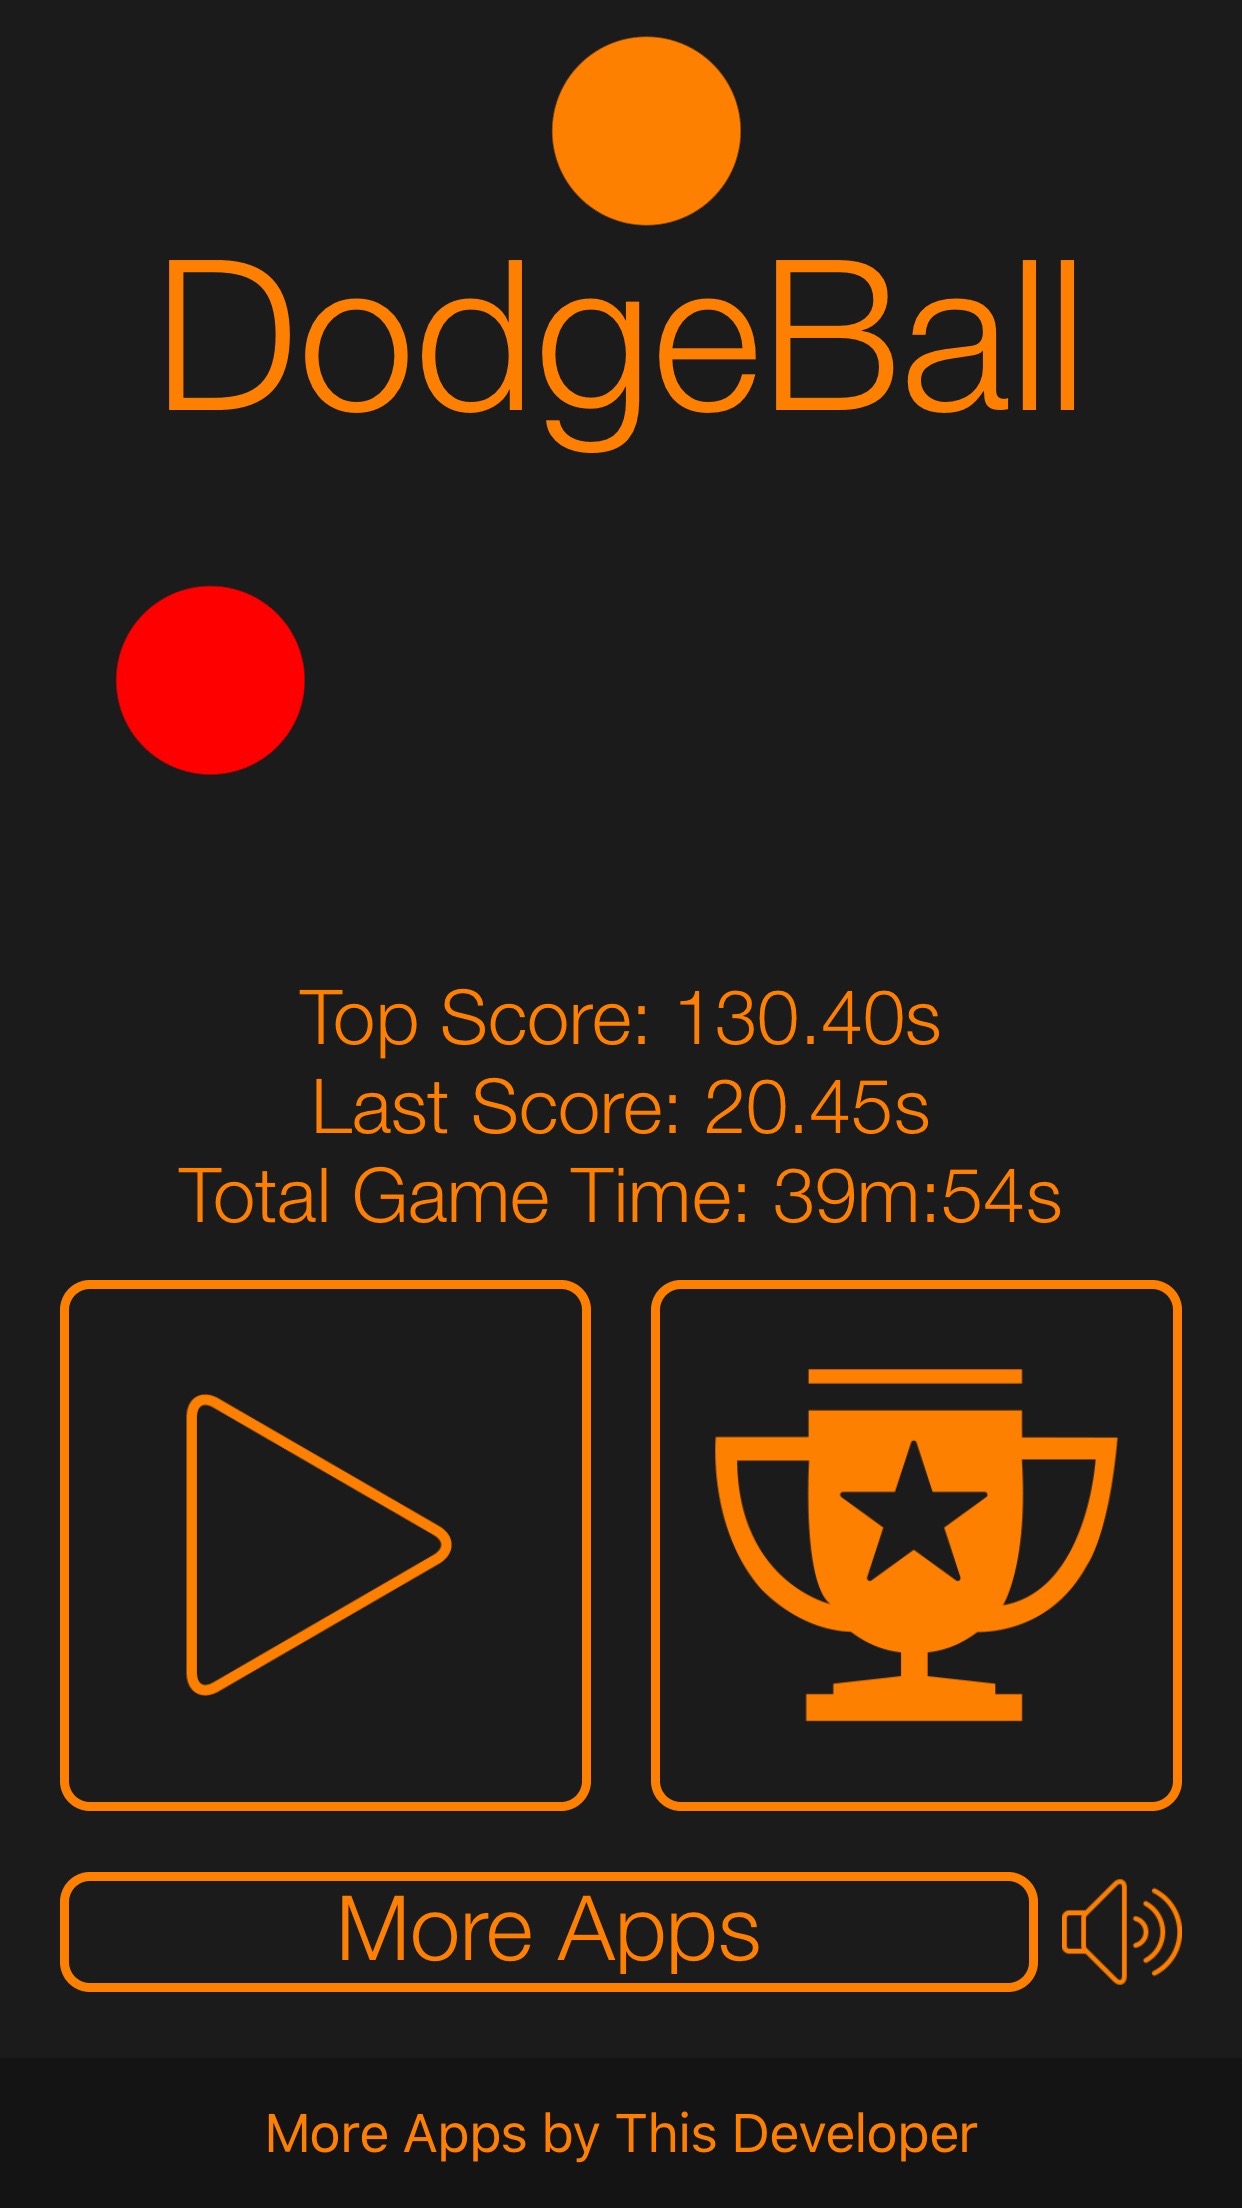 DodgeBall
Top Score: 130.40s
Last Score: 20.45s
Total Game Time: 39m:54s
More Apps
More Apps by This Developer